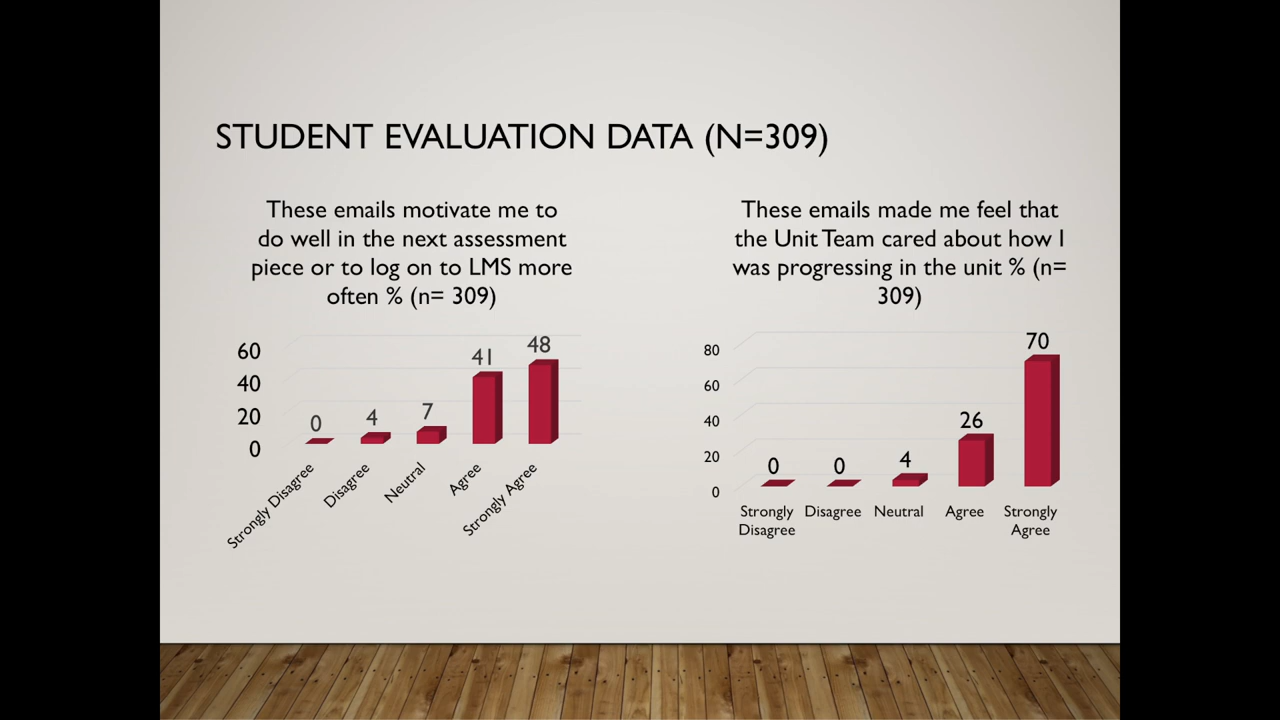 STUDENT EVALUATION DATA (N=309)
These emails motivate me to
do well in the next assessment
piece or to log on to LMS more
often % (n= 309)
60
40
20
0
0
4
7
41
48
Strongly Disagree
Disagree
Neutral
Agree
Strongly Agree
These emails made me feel that
the Unit Team cared about how I
was progressing in the unit % (n=
309)
80
60
40
20
0
0
0
4
26
70
Strongly
Disagree
Disagree
Neutral
Agree
Strongly
Agree